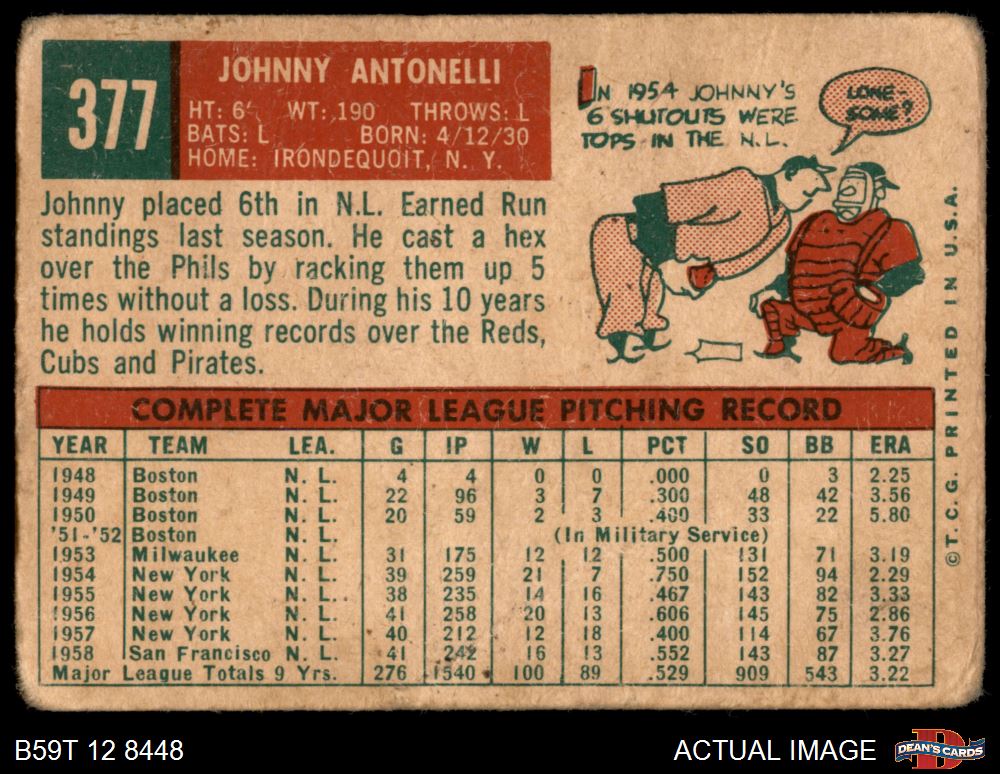 377
JOHNNY ANTONELLI
HT: 6' WT: 190 THROWS: L
BATS: L BORN: 4/12/30
HOME: IRONDEQUOIT, N. Y.
IN 1954 JOHNNY'S
6 SHUTOUTS WERE
TOPS IN THE N.L.
LONE-
SOME?
Johnny placed 6th in N.L. Earned Run
standings last season. He cast a hex
over the Phils by racking them up 5
times without a loss. During his 10 years
he holds winning records over the Reds,
Cubs and Pirates.
COMPLETE MAJOR LEAGUE PITCHING RECORD
YEAR TEAM LEA. G IP W L PCT SO BB ERA
1948 Boston N. L. 4 4 0 0 .000 0 3 2.25
1949 Boston N. L. 22 96 3 7 .300 48 42 3.56
1950 Boston N. L. 20 59 2 3 .400 33 22 5.80
'51-'52 Boston (In Military Service)
1953 Milwaukee N. L. 31 175 12 12 .500 131 71 3.19
1954 New York N. L. 39 259 21 7 .750 152 94 2.29
1955 New York N. L. 38 235 14 16 .467 143 82 3.33
1956 New York N. L. 41 258 20 13 .606 145 75 2.86
1957 New York N. L. 40 212 12 18 .400 114 67 3.76
1958 San Francisco N. L. 41 242 16 13 .552 143 87 3.27
Major League Totals 9 Yrs. 276 1540 100 89 .529 909 543 3.22
©T.C.G. PRINTED IN U.S.A.
B59T 12 8448
ACTUAL IMAGE
D
DEAN'S CARDS